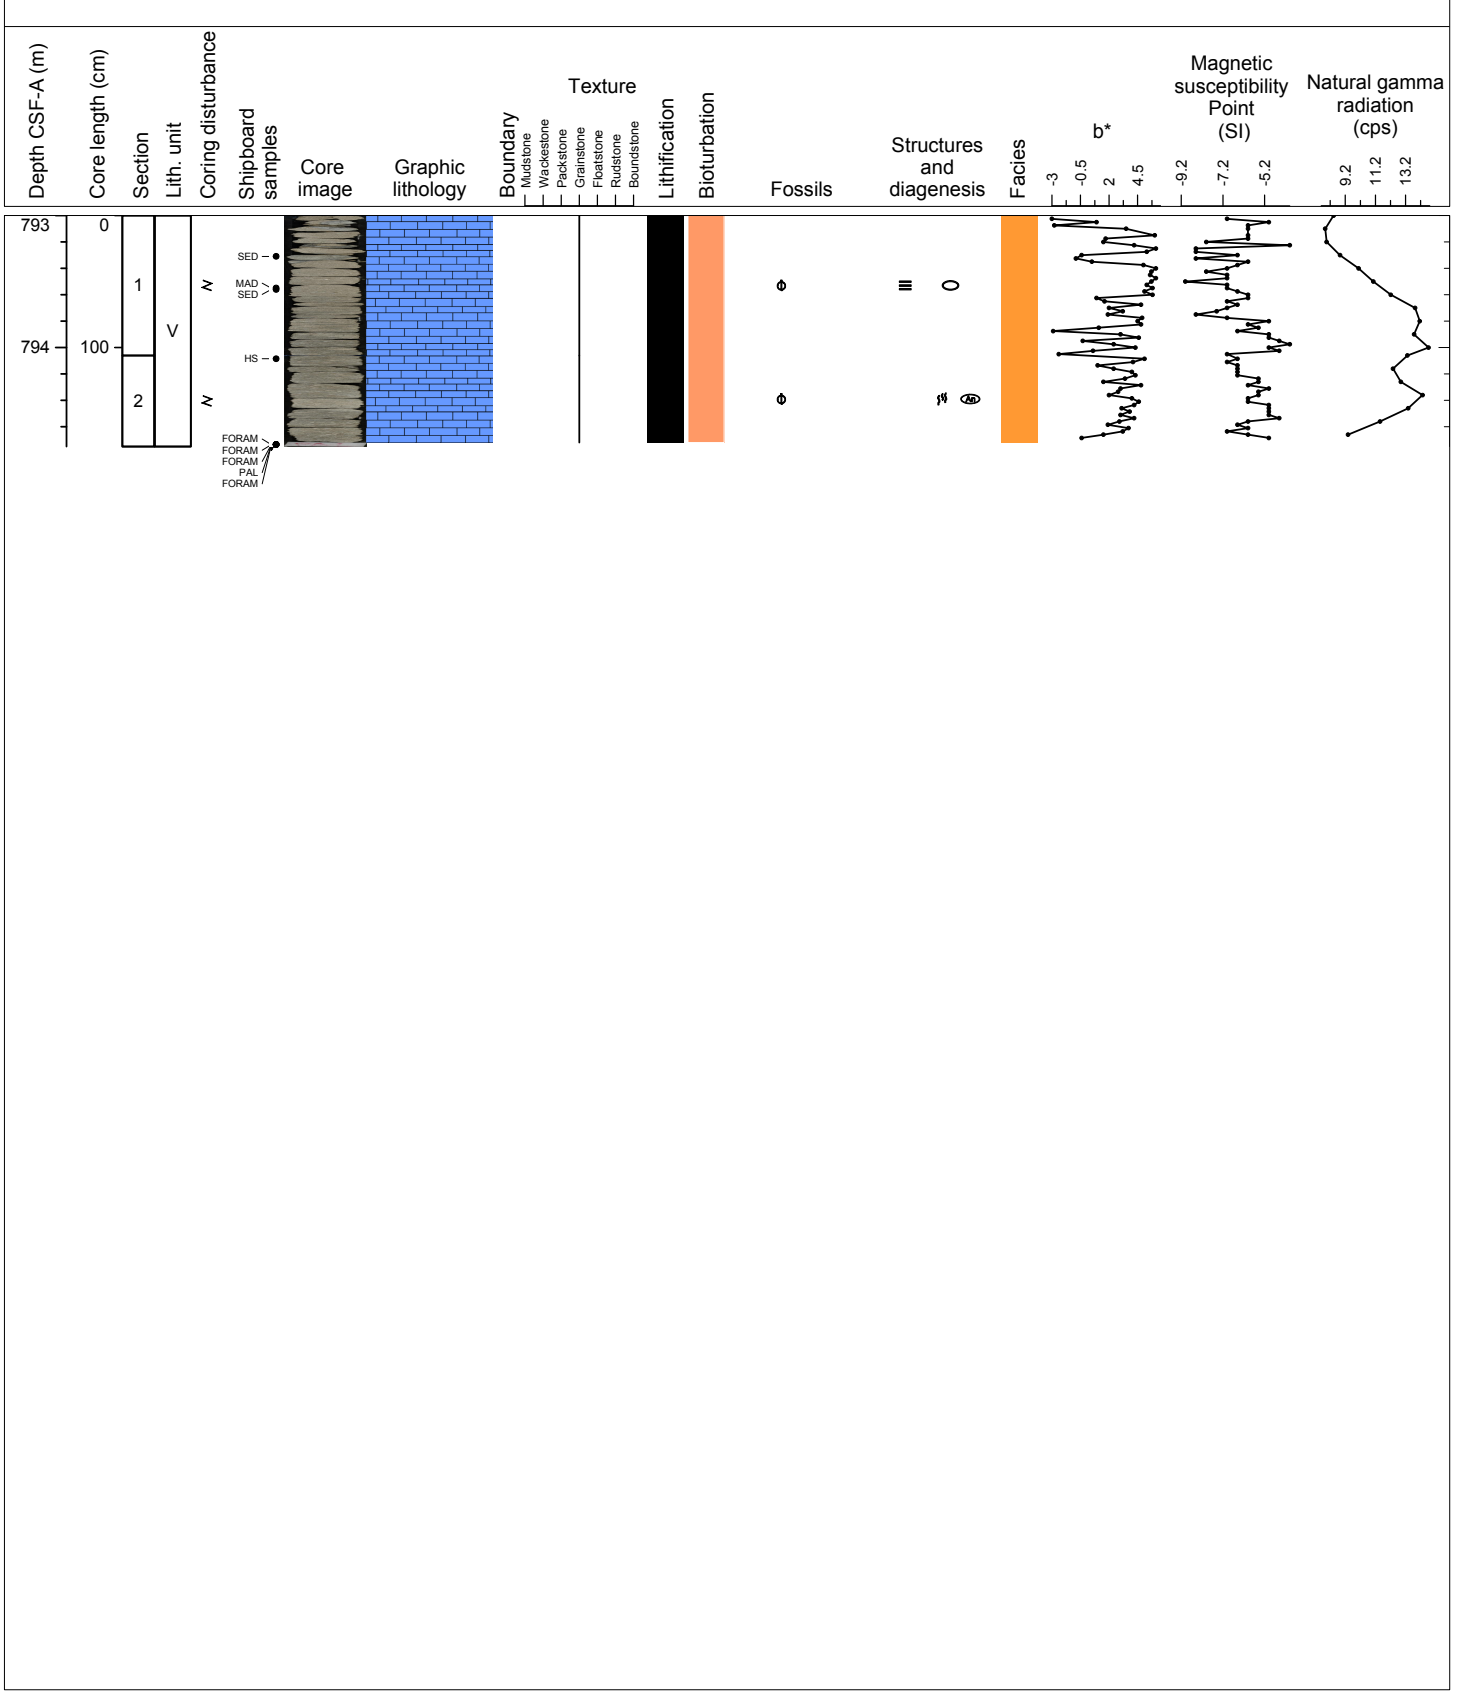 Depth CSF-A (m)
Core length (cm)
Section
Lith. unit
Coring disturbance
Shipboard
samples
Core
image
Graphic
lithology
Boundary
Texture
Mudstone
Wackestone
Packstone
Grainstone
Floatstone
Rudstone
Boundstone
Lithification
Bioturbation
Fossils
Structures
and
diagenesis
Facies
b*
-3
-0.5
2
4.5
Magnetic
susceptibility
Point
(SI)
-9.2
-7.2
-5.2
Natural gamma
radiation
(cps)
9.2
11.2
13.2
793
0
SED
1
MAD
SED
V
794
100
HS
2
An
FORAM
FORAM
FORAM
PAL
FORAM